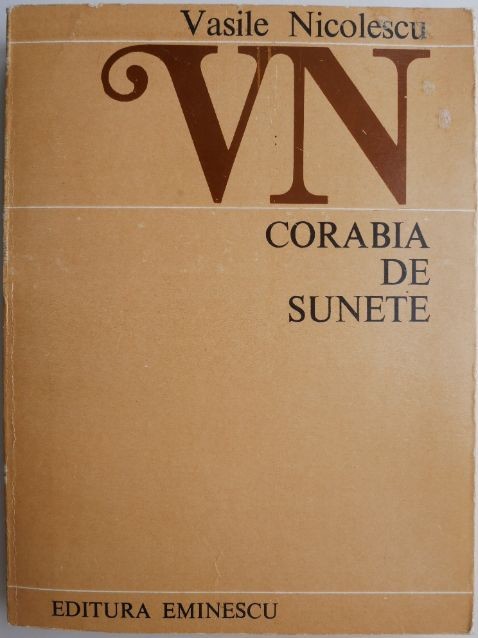 Vasile Nicolescu
VN
CORABIA
DE
SUNETE
EDITURA EMINESCU